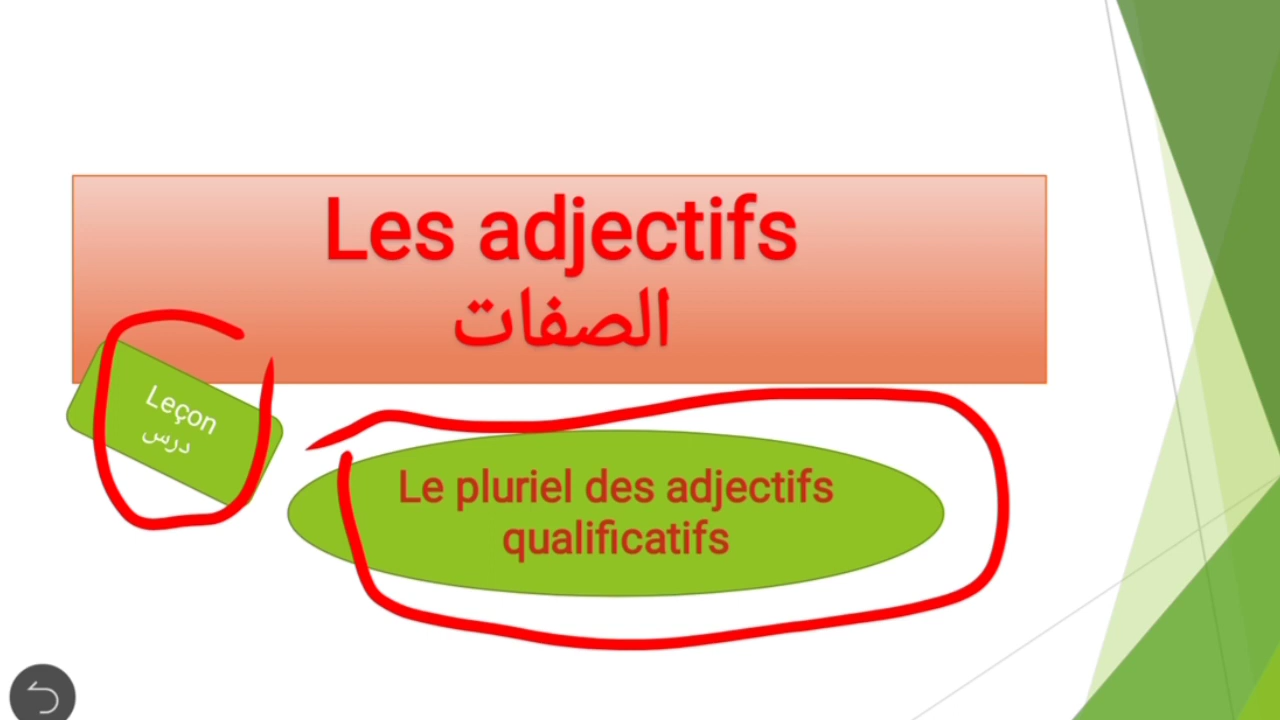 Les adjectifs
الصفات
Leçon
درس
Le pluriel des adjectifs
qualificatifs